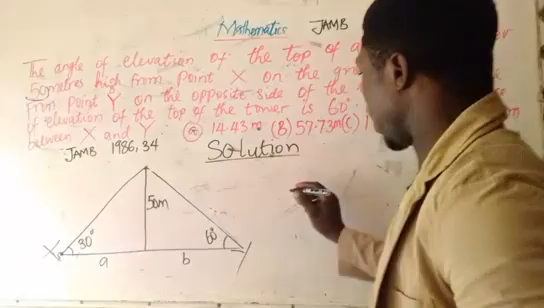 Mathematics JAMB
The angle of elevation of the top of a
50metres high from point X on the gro
From Point Y on the opposite side of the
of elevation of the top of the tower is 60°
between X and Y (A) 14.43m (B) 57.73m (C) 1
JAMB 1986, 34 Solution
50m
X 30° 60° Y
a b